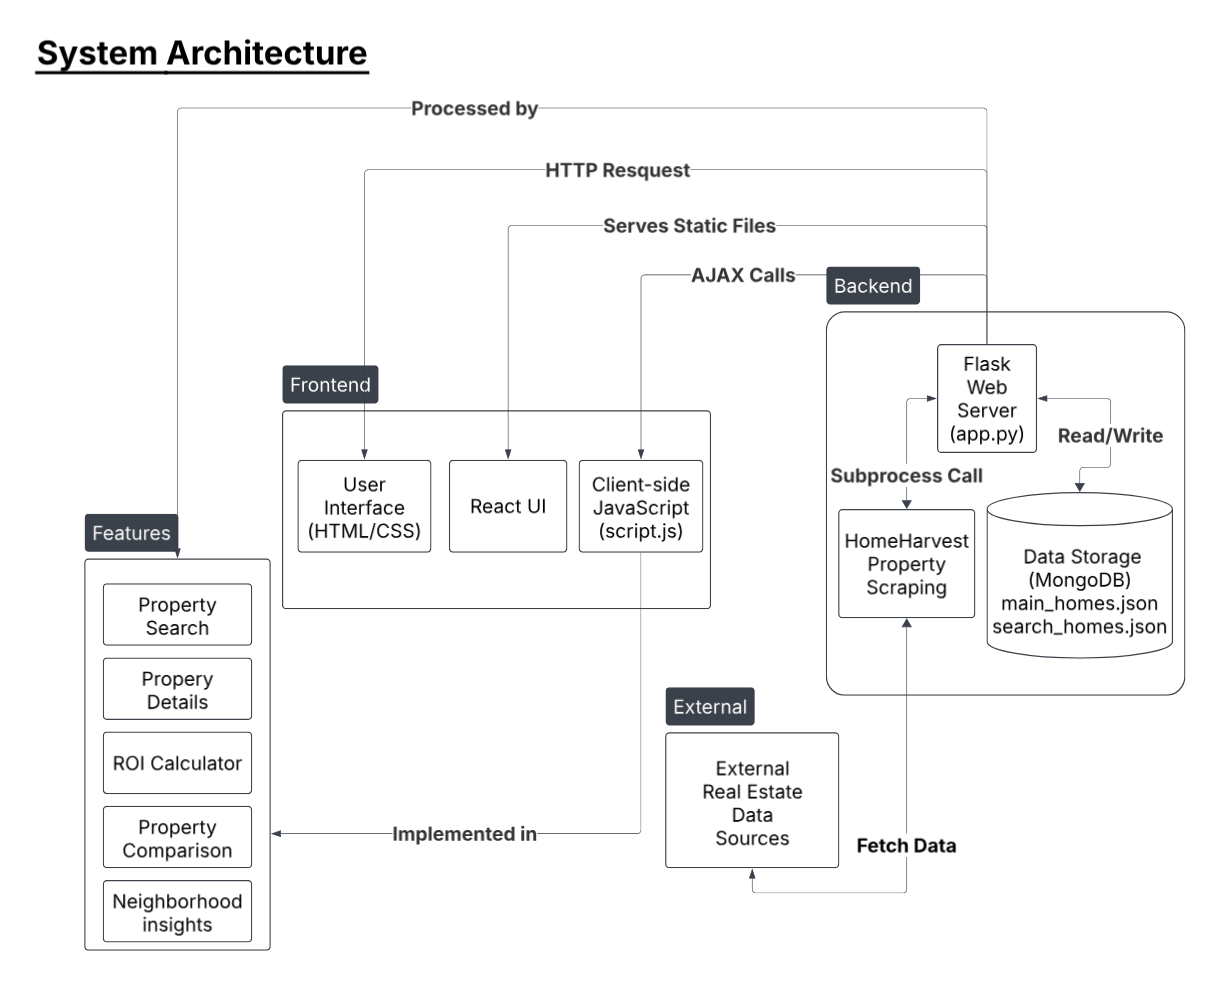 System Architecture
Processed by
HTTP Resquest
Serves Static Files
AJAX Calls
Backend
Flask
Web
Server
(app.py)
Read/Write
Subprocess Call
HomeHarvest
Property
Scraping
Data Storage
(MongoDB)
main_homes.json
search_homes.json
Frontend
User
Interface
(HTML/CSS)
React UI
Client-side
JavaScript
(script.js)
Features
Property
Search
Propery
Details
ROI Calculator
Property
Comparison
Neighborhood
insights
Implemented in
External
External
Real Estate
Data
Sources
Fetch Data